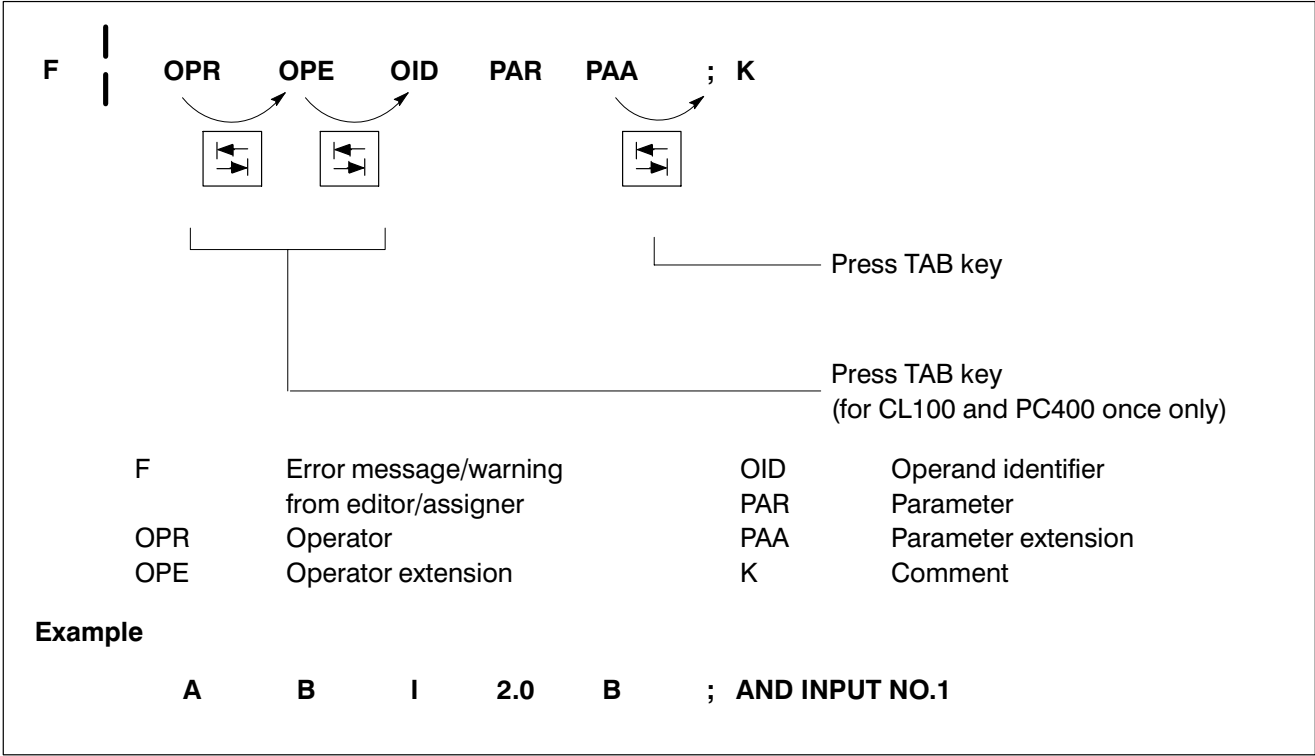 F OPR OPE OID PAR PAA ; K
Press TAB key
Press TAB key
(for CL100 and PC400 once only)
F Error message/warning
from editor/assigner
OPR Operator
OPE Operator extension
OID Operand identifier
PAR Parameter
PAA Parameter extension
K Comment
Example
A B I 2.0 B ; AND INPUT NO.1